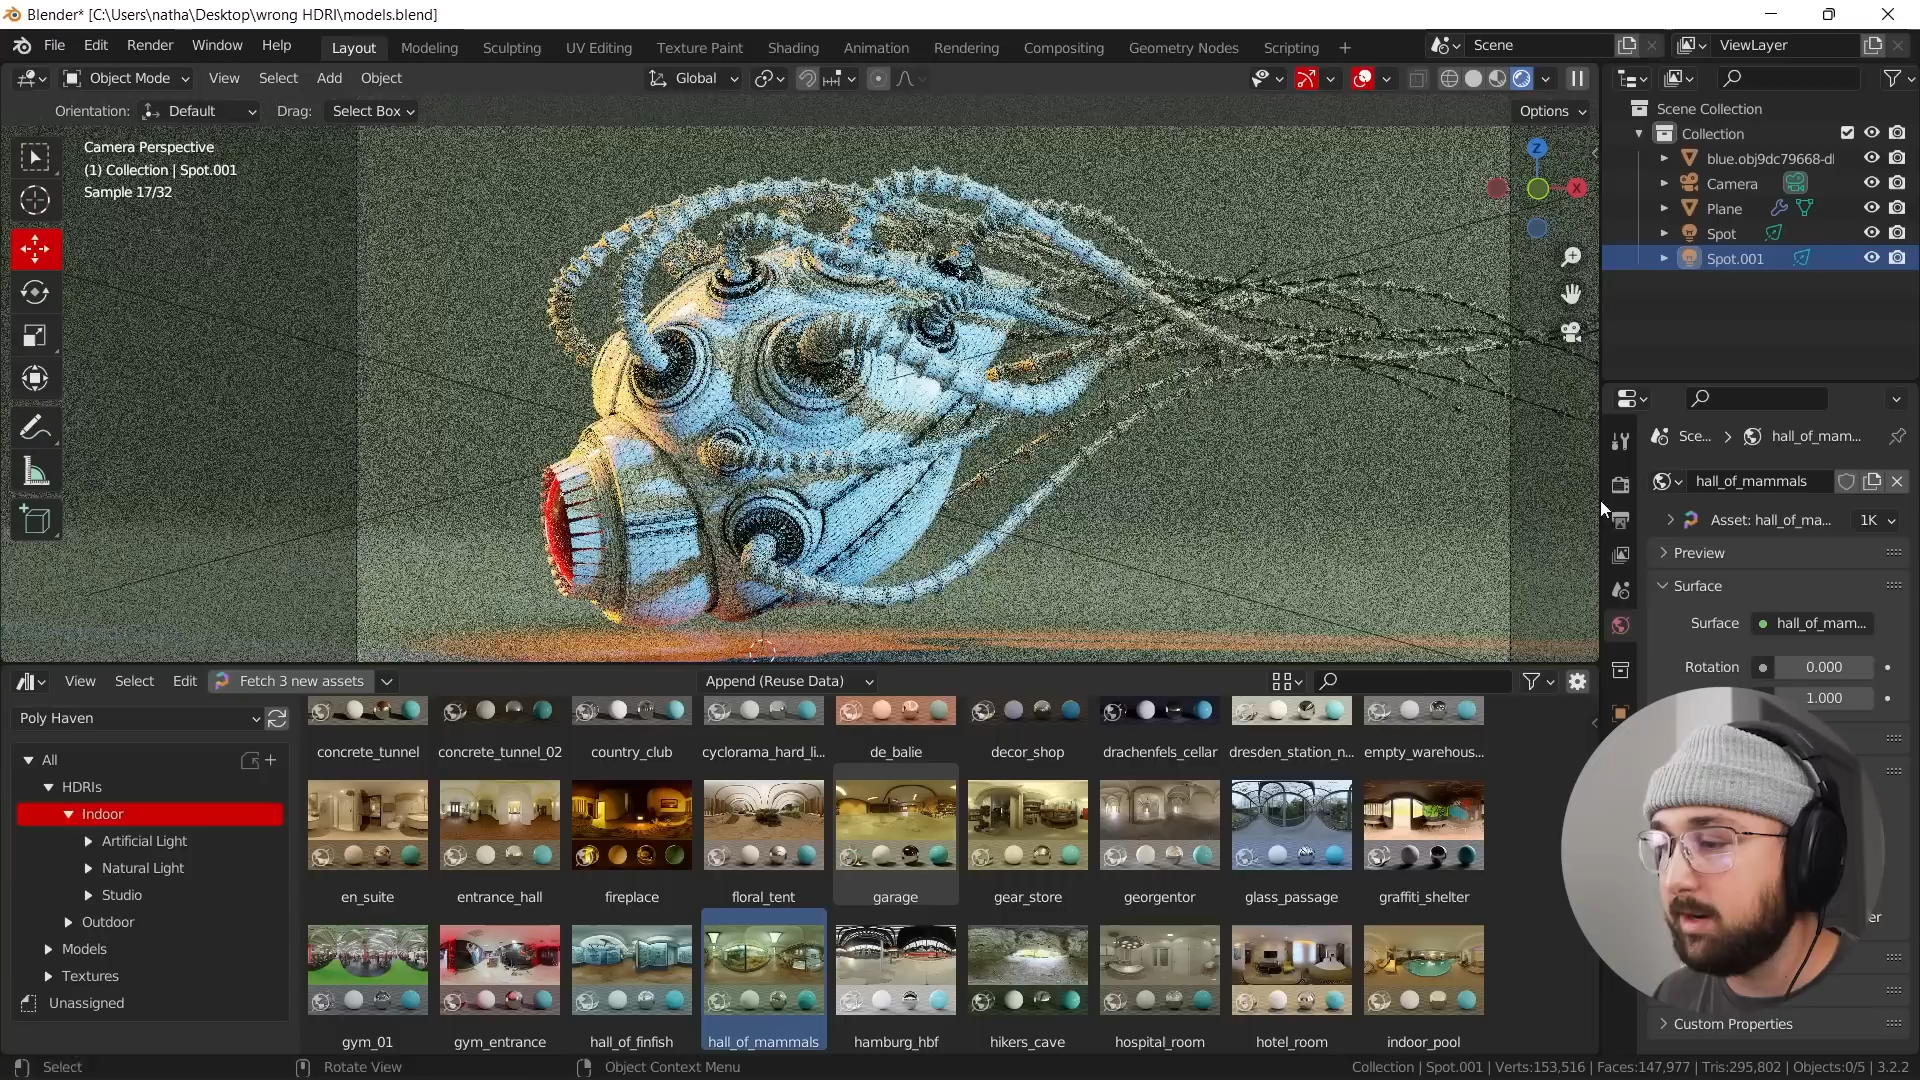 Blender* [C:\Users\natha\Desktop\wrong HDRI\models.blend]
File Edit Render Window Help Layout Modeling Sculpting UV Editing Texture Paint Shading Animation Rendering Compositing Geometry Nodes Scripting + Scene ViewLayer
Object Mode View Select Add Object Global
Orientation: Default Drag: Select Box Options
Camera Perspective
(1) Collection | Spot.001
Sample 17/32
Z
X
Scene Collection
Collection
blue.obj9dc79668-dl
Camera
Plane
Spot
Spot.001
Sce... hall_of_mam...
hall_of_mammals
Asset: hall_of_ma... 1K
Preview
Surface
Surface hall_of_mam...
Rotation 0.000
1.000
er
Custom Properties
View Select Edit Fetch 3 new assets Append (Reuse Data)
Poly Haven
All
HDRIs
Indoor
Artificial Light
Natural Light
Studio
Outdoor
Models
Textures
Unassigned
concrete_tunnel concrete_tunnel_02 country_club cyclorama_hard_li... de_balie decor_shop drachenfels_cellar dresden_station_n... empty_warehous...
en_suite entrance_hall fireplace floral_tent garage gear_store georgentor glass_passage graffiti_shelter
gym_01 gym_entrance hall_of_finfish hall_of_mammals hamburg_hbf hikers_cave hospital_room hotel_room indoor_pool
Select Rotate View Object Context Menu Collection | Spot.001 | Verts:153,516 | Faces:147,977 | Tris:295,802 | Objects:0/5 | 3.2.2